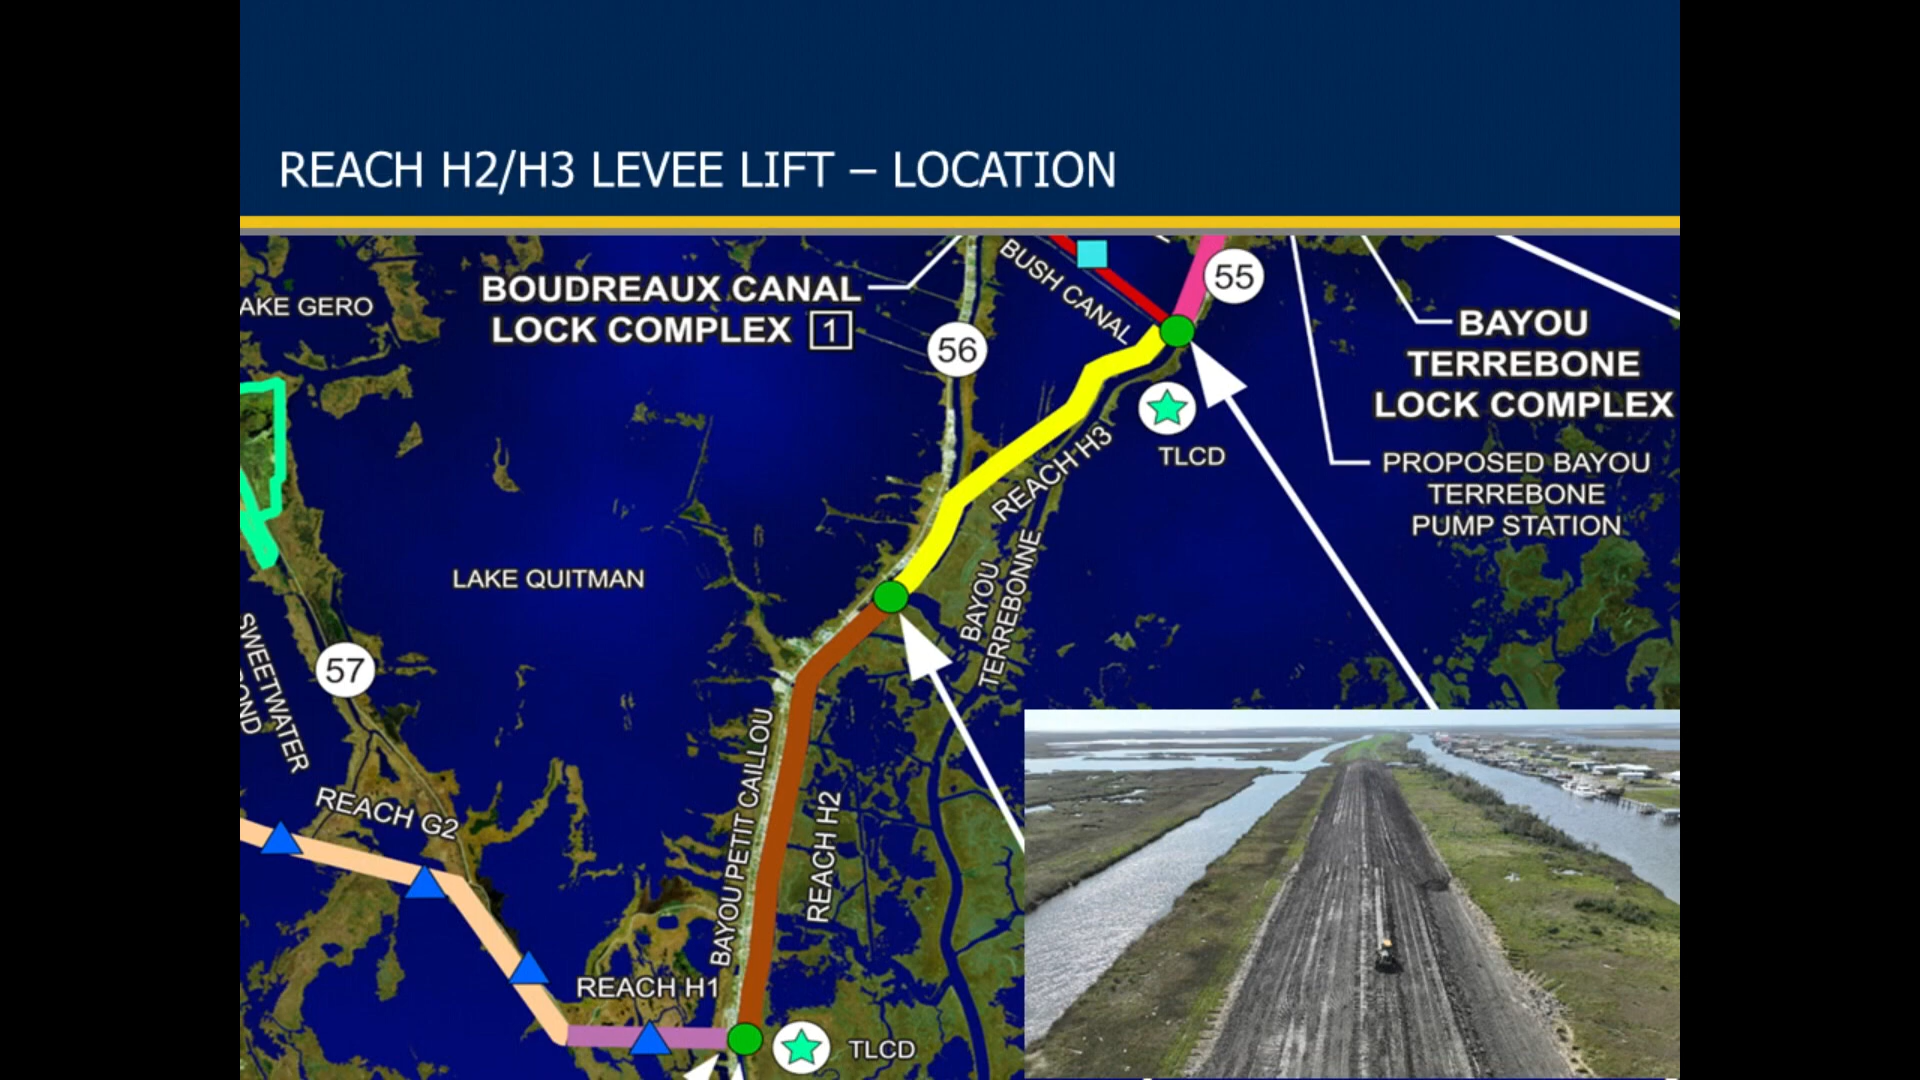 REACH H2/H3 LEVEE LIFT – LOCATION
AKE GERO
BOUDREAUX CANAL
LOCK COMPLEX 1
BUSH CANAL
55
56
BAYOU
TERREBONE
LOCK COMPLEX
PROPOSED BAYOU
TERREBONE
PUMP STATION
TLCD
REACH H3
LAKE QUITMAN
BAYOU
TERREBONNE
SWEETWATER
OND
57
REACH G2
BAYOU PETIT CAILLOU
REACH H2
REACH H1
TLCD